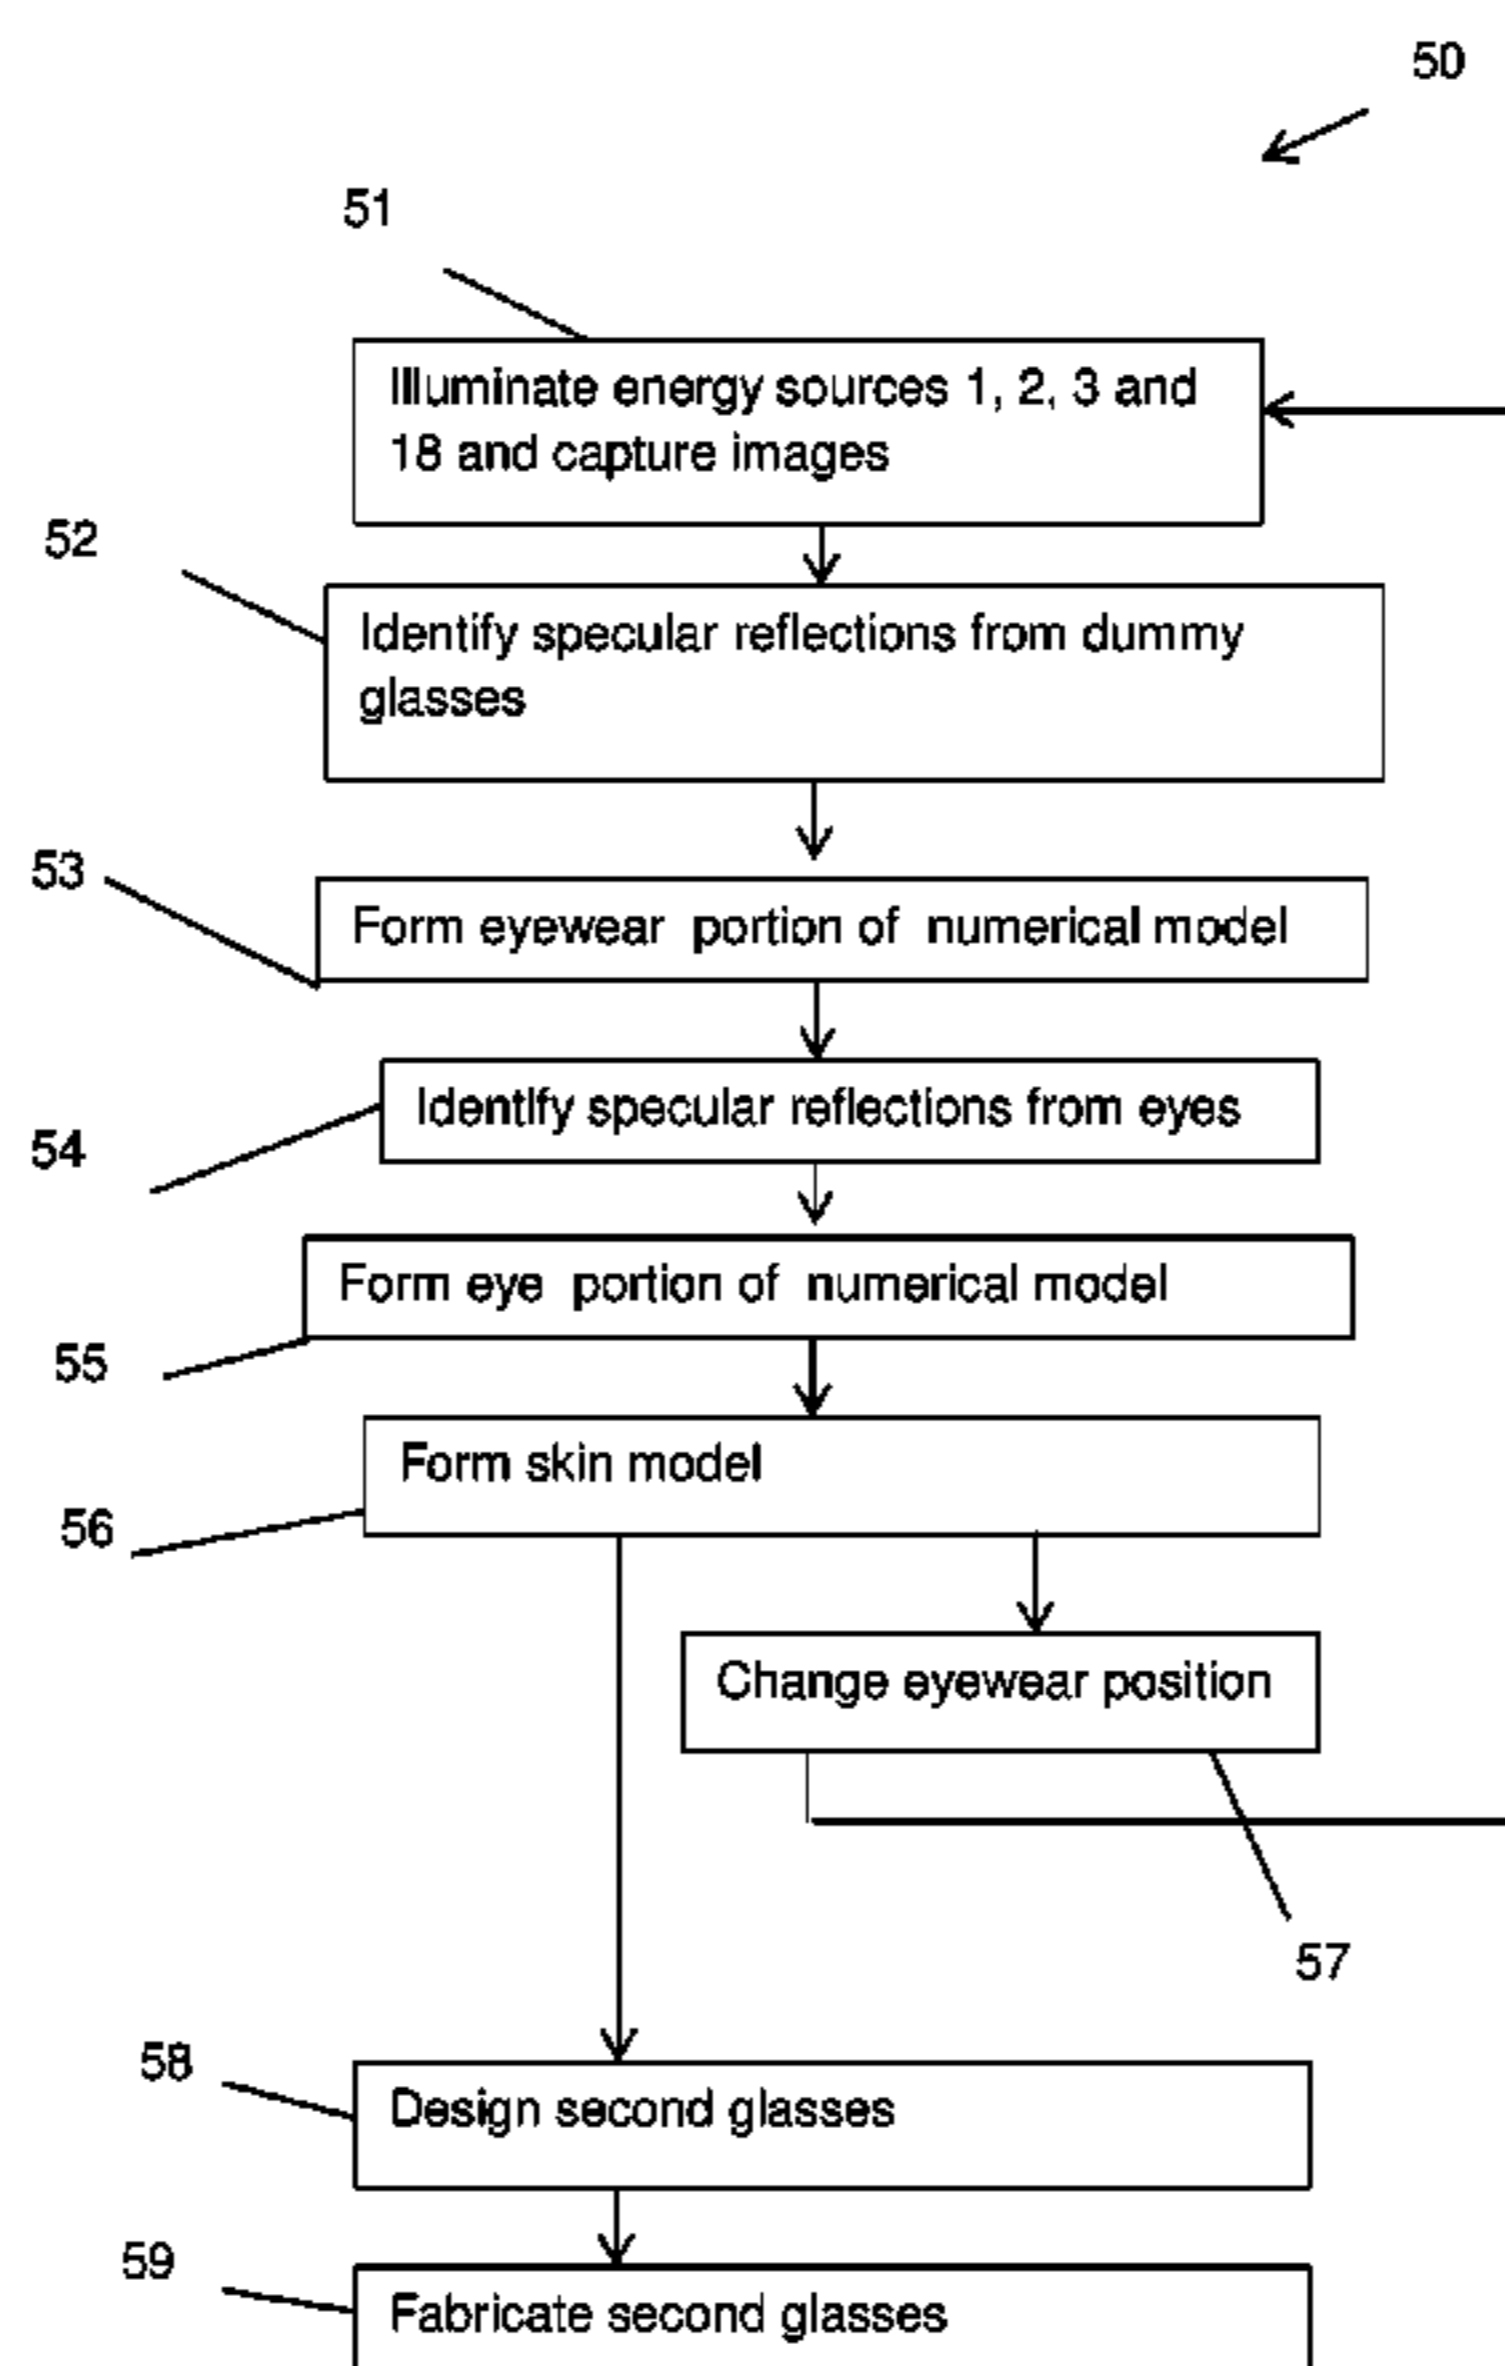 50
51
Illuminate energy sources 1, 2, 3 and
18 and capture images
52
Identify specular reflections from dummy
glasses
53
Form eyewear portion of numerical model
54
Identify specular reflections from eyes
55
Form eye portion of numerical model
56
Form skin model
Change eyewear position
57
58
Design second glasses
59
Fabricate second glasses